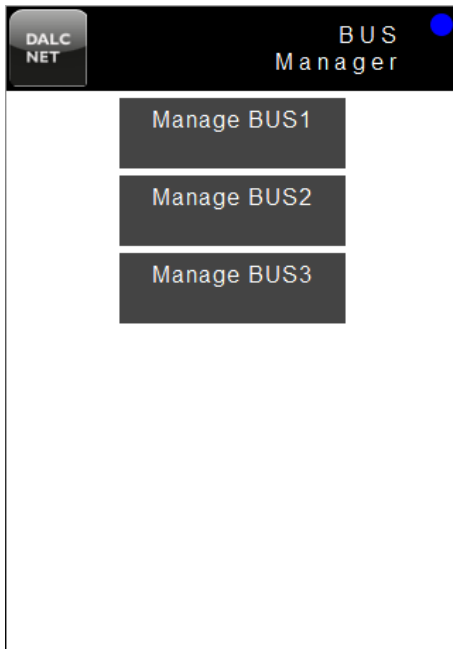 DALC
NET
BUS
Manager
Manage BUS1
Manage BUS2
Manage BUS3